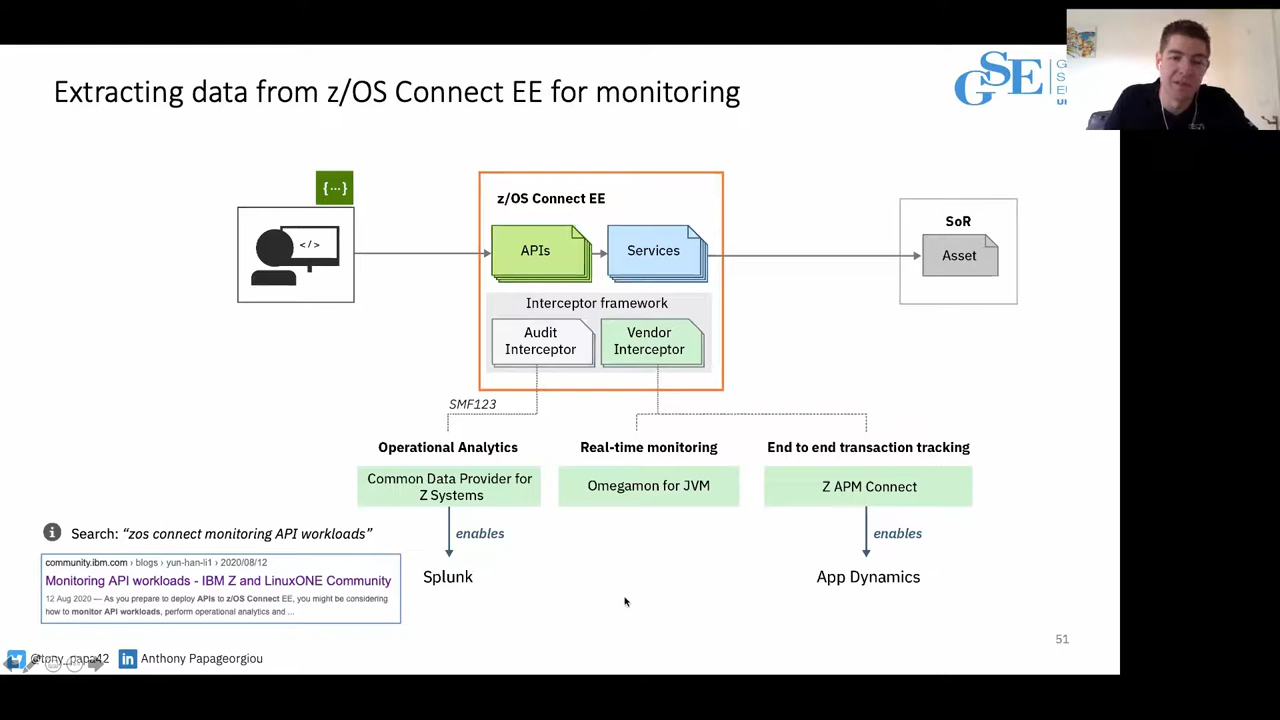 Extracting data from z/OS Connect EE for monitoring
GSE
G
S
E
UI
{···}
</>
z/OS Connect EE
APIs
Services
SoR
Asset
Interceptor framework
Audit
Interceptor
Vendor
Interceptor
SMF123
Operational Analytics
Real-time monitoring
End to end transaction tracking
Common Data Provider for
Z Systems
Omegamon for JVM
Z APM Connect
Search: “zos connect monitoring API workloads”
enables
enables
community.ibm.com › blogs › yun-han-li1 › 2020/08/12
Monitoring API workloads - IBM Z and LinuxONE Community
12 Aug 2020 — As you prepare to deploy APIs to z/OS Connect EE, you might be considering
how to monitor API workloads, perform operational analytics and ...
Splunk
App Dynamics
51
@tony_papa42
in
Anthony Papageorgiou